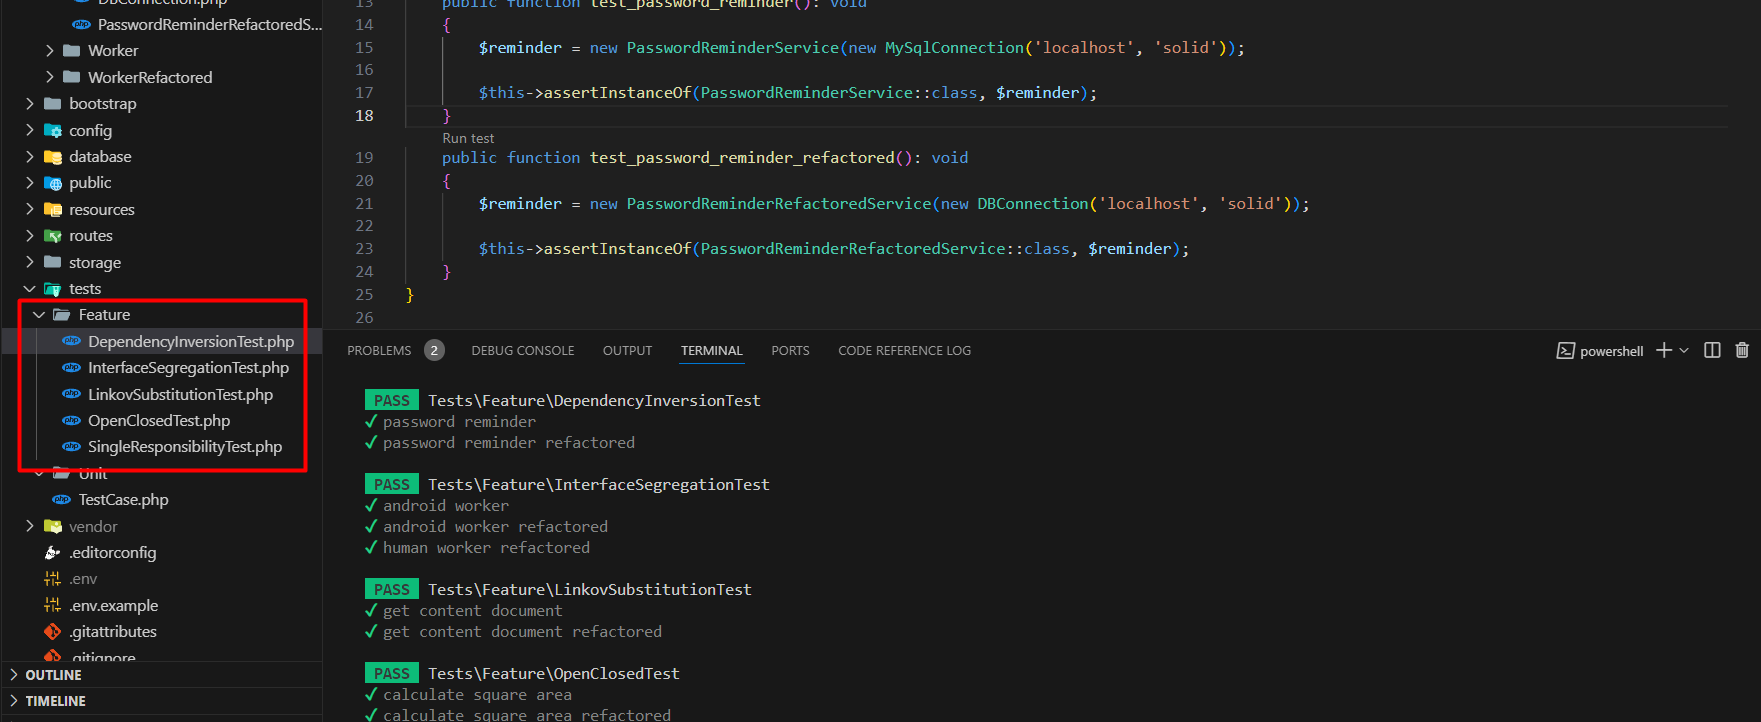 DBConnection.php
PasswordReminderRefactoredS...
Worker
WorkerRefactored
bootstrap
config
database
public
resources
routes
storage
tests
Feature
DependencyInversionTest.php
InterfaceSegregationTest.php
LinkovSubstitutionTest.php
OpenClosedTest.php
SingleResponsibilityTest.php
Unit
TestCase.php
vendor
.editorconfig
.env
.env.example
.gitattributes
.gitignore
OUTLINE
TIMELINE
13 public function test_password_reminder(): void
14 {
15 $reminder = new PasswordReminderService(new MySqlConnection('localhost', 'solid'));
16
17 $this->assertInstanceOf(PasswordReminderService::class, $reminder);
18 }
Run test
19 public function test_password_reminder_refactored(): void
20 {
21 $reminder = new PasswordReminderRefactoredService(new DBConnection('localhost', 'solid'));
22
23 $this->assertInstanceOf(PasswordReminderRefactoredService::class, $reminder);
24 }
25 }
26
PROBLEMS 2 DEBUG CONSOLE OUTPUT TERMINAL PORTS CODE REFERENCE LOG powershell
PASS Tests\Feature\DependencyInversionTest
✓ password reminder
✓ password reminder refactored
PASS Tests\Feature\InterfaceSegregationTest
✓ android worker
✓ android worker refactored
✓ human worker refactored
PASS Tests\Feature\LinkovSubstitutionTest
✓ get content document
✓ get content document refactored
PASS Tests\Feature\OpenClosedTest
✓ calculate square area
✓ calculate square area refactored